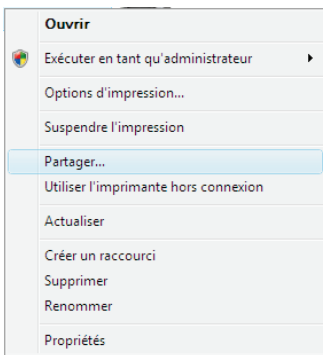 Ouvrir
Exécuter en tant qu'administrateur
Options d'impression...
Suspendre l'impression
Partager...
Utiliser l'imprimante hors connexion
Actualiser
Créer un raccourci
Supprimer
Renommer
Propriétés